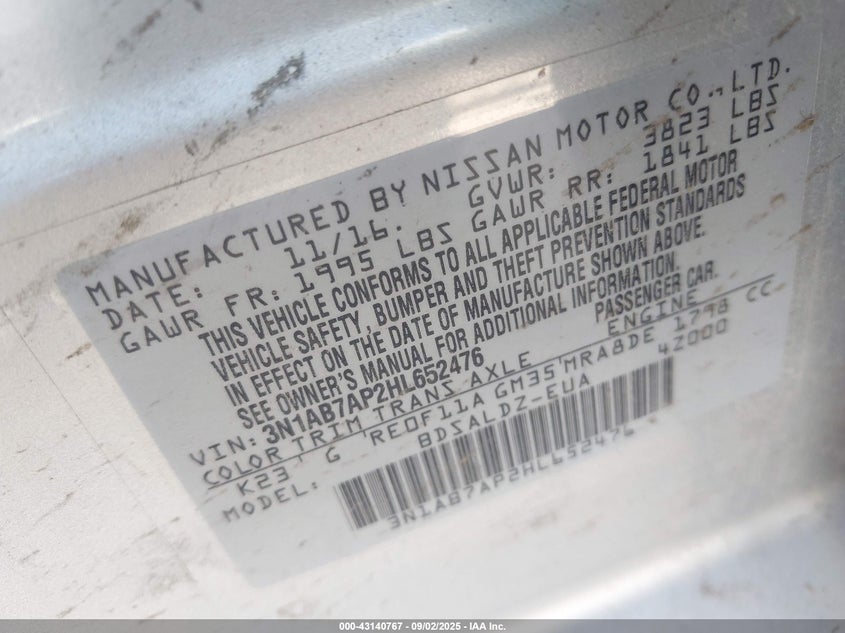 MANUFACTURED BY NISSAN MOTOR CO.,LTD.
DATE: 11/16. GVWR: 3823 LBS
GAWR FR: 1995 LBS GAWR RR: 1841 LBS
THIS VEHICLE CONFORMS TO ALL APPLICABLE FEDERAL MOTOR
VEHICLE SAFETY, BUMPER AND THEFT PREVENTION STANDARDS
IN EFFECT ON THE DATE OF MANUFACTURE SHOWN ABOVE.
SEE OWNER'S MANUAL FOR ADDITIONAL INFORMATION.
VIN: 3N1AB7AP2HL652476 PASSENGER CAR.
COLOR TRIM TRANS AXLE ENGINE
K23 G RE0F11A GM35 MRA8DE 1798 CC
MODEL: BDSALDZ-EUA 4Z000
3N1AB7AP2HL652476
000-43140767 - 09/02/2025 - IAA Inc.